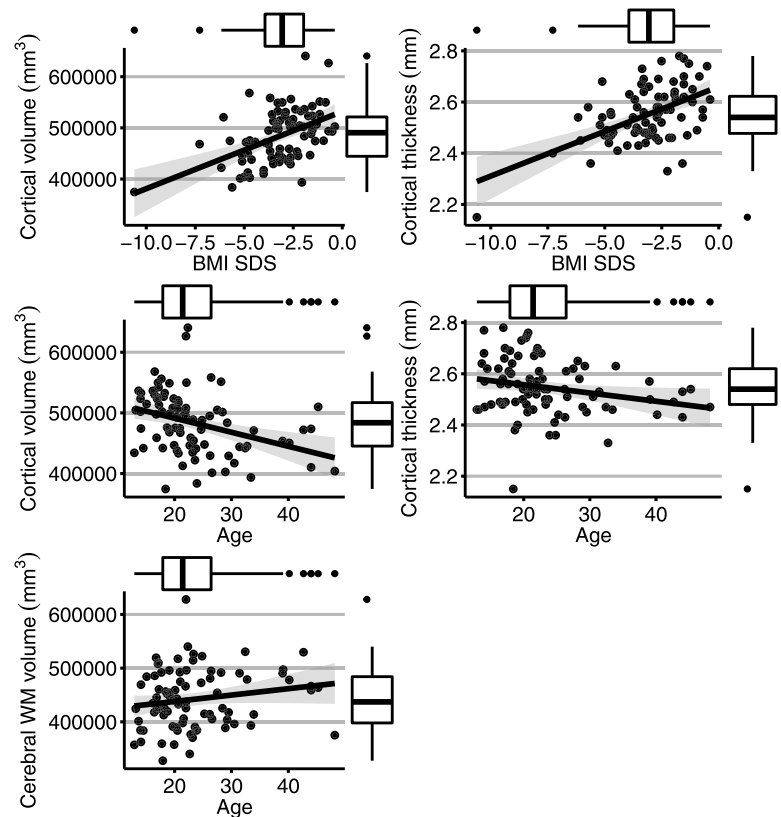 Cortical volume (mm³)
600000
500000
400000
−10.0 −7.5 −5.0 −2.5 0.0
BMI SDS
Cortical thickness (mm)
2.8
2.6
2.4
2.2
−10.0 −7.5 −5.0 −2.5 0.0
BMI SDS
Cortical volume (mm³)
600000
500000
400000
20 30 40
Age
Cortical thickness (mm)
2.8
2.6
2.4
2.2
20 30 40
Age
Cerebral WM volume (mm³)
600000
500000
400000
20 30 40
Age